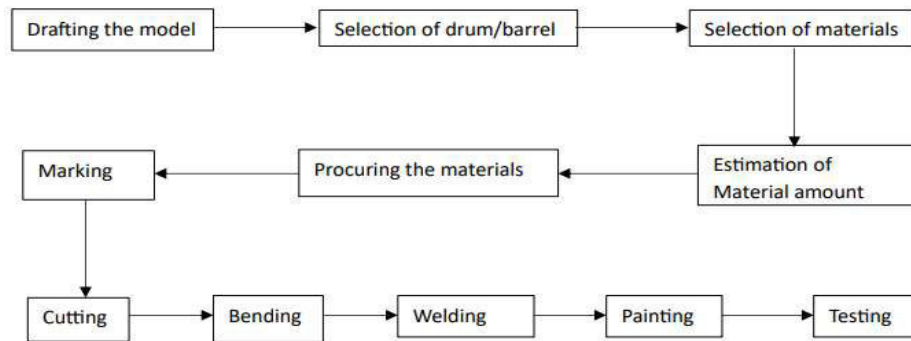 Drafting the model
Selection of drum/barrel
Selection of materials
Estimation of
Material amount
Procuring the materials
Marking
Cutting
Bending
Welding
Painting
Testing